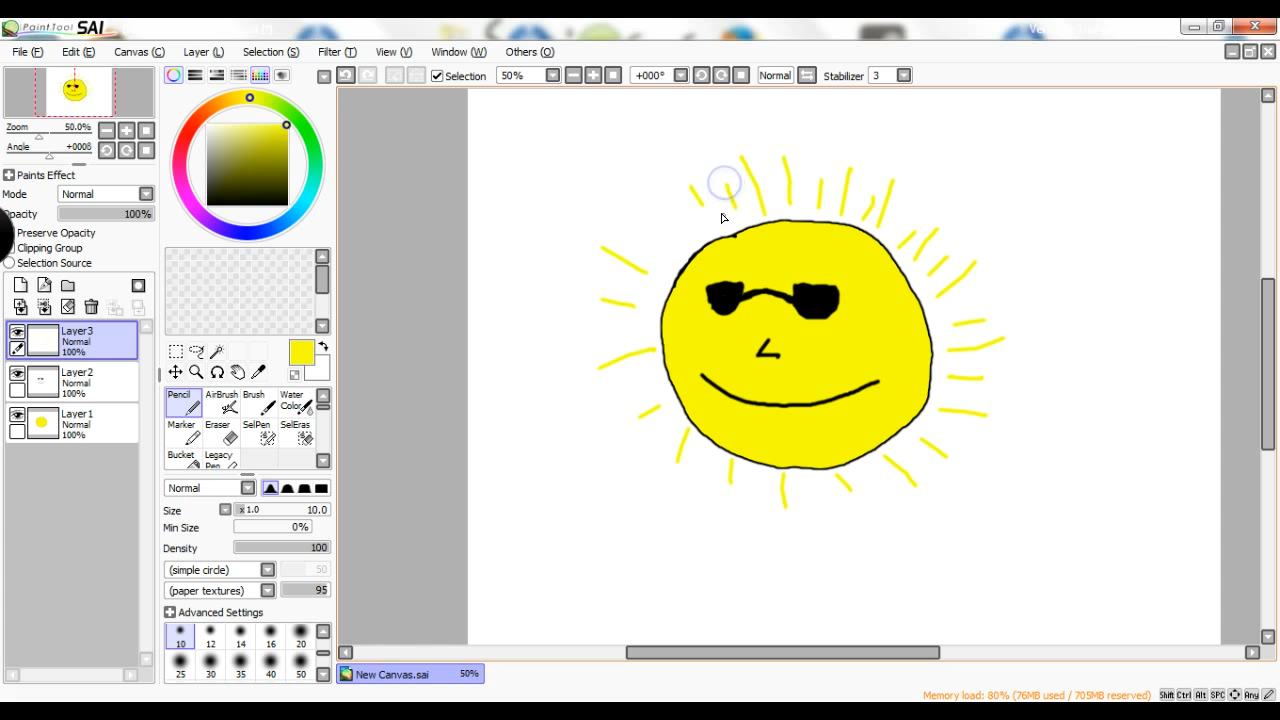 PaintTool SAI
File (F) Edit (E) Canvas (C) Layer (L) Selection (S) Filter (T) View (V) Window (W) Others (O)
Selection 50% +000° Normal Stabilizer 3
Zoom 50.0%
Angle +000ß
Paints Effect
Mode Normal
Opacity 100%
Preserve Opacity
Clipping Group
Selection Source
Layer3
Normal
100%
Layer2
Normal
100%
Layer1
Normal
100%
Pencil AirBrush Brush Water Color
Marker Eraser SelPen SelEras
Bucket Legacy Pen
Normal
Size x 1.0 10.0
Min Size 0%
Density 100
(simple circle) 50
(paper textures) 95
Advanced Settings
10 12 14 16 20
25 30 35 40 50
New Canvas.sai 50%
Memory load: 80% (76MB used / 705MB reserved) Shift Ctrl Alt SPC Any